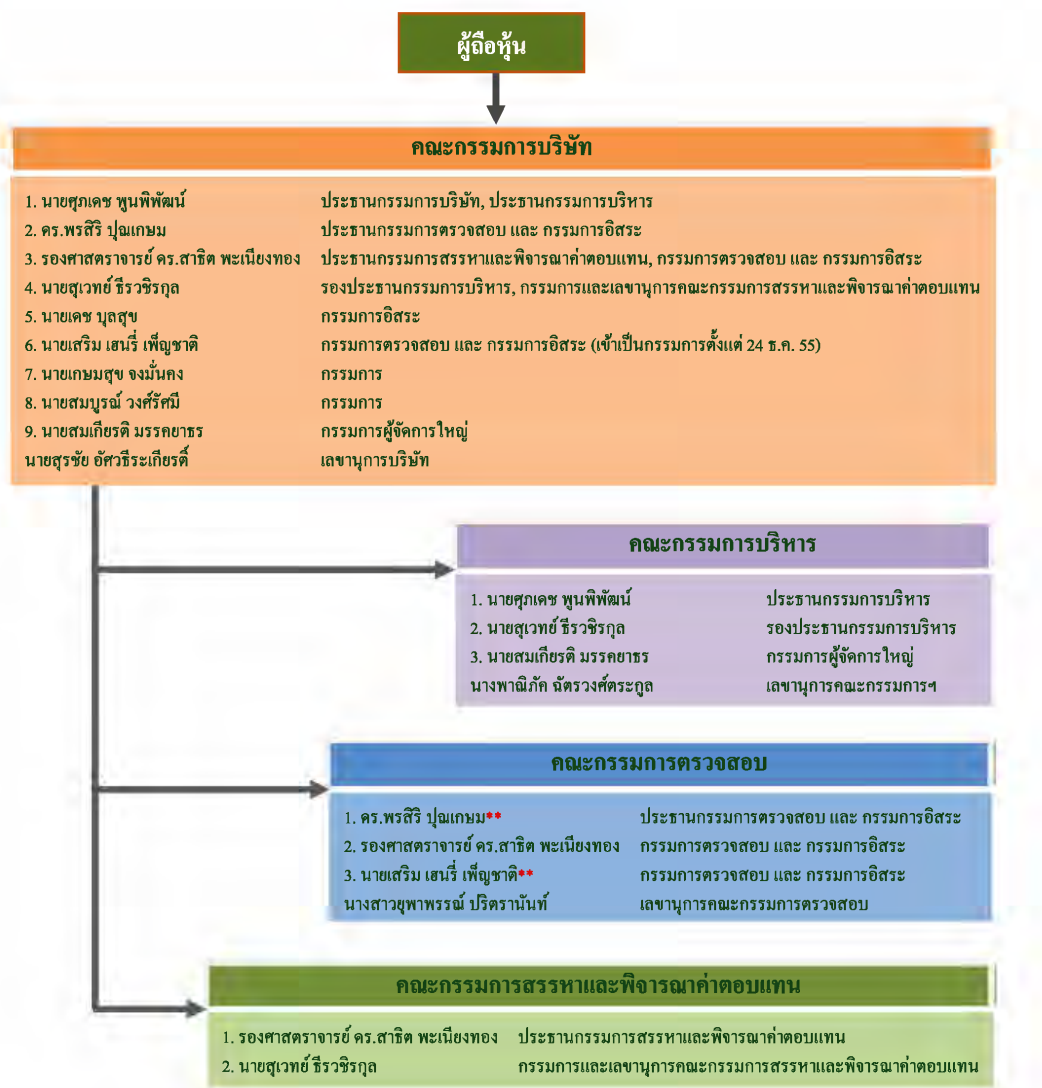 ผู้ถือหุ้น
คณะกรรมการบริษัท
1. นายศุภเดช พูนพิพัฒน์ ประธานกรรมการบริษัท, ประธานกรรมการบริหาร
2. ดร.พรสิริ ปุณเกษม ประธานกรรมการตรวจสอบ และ กรรมการอิสระ
3. รองศาสตราจารย์ ดร.สาธิต พะเนียงทอง ประธานกรรมการสรรหาและพิจารณาค่าตอบแทน, กรรมการตรวจสอบ และ กรรมการอิสระ
4. นายสุเวทย์ ธีรวชิรกุล รองประธานกรรมการบริหาร, กรรมการและเลขานุการคณะกรรมการสรรหาและพิจารณาค่าตอบแทน
5. นายเดช บุลสุข กรรมการอิสระ
6. นายเสริม เฮนรี่ เพ็ญชาติ กรรมการตรวจสอบ และ กรรมการอิสระ (เข้าเป็นกรรมการตั้งแต่ 24 ธ.ค. 55)
7. นายเกษมสุข จงมั่นคง กรรมการ
8. นายสมบูรณ์ วงศ์รัศมี กรรมการ
9. นายสมเกียรติ มรรคยาธร กรรมการผู้จัดการใหญ่
นายสุรชัย อัศวธีระเกียรติ์ เลขานุการบริษัท
คณะกรรมการบริหาร
1. นายศุภเดช พูนพิพัฒน์ ประธานกรรมการบริหาร
2. นายสุเวทย์ ธีรวชิรกุล รองประธานกรรมการบริหาร
3. นายสมเกียรติ มรรคยาธร กรรมการผู้จัดการใหญ่
นางพาณิภัค ฉัตรวงศ์ตระกูล เลขานุการคณะกรรมการฯ
คณะกรรมการตรวจสอบ
1. ดร.พรสิริ ปุณเกษม** ประธานกรรมการตรวจสอบ และ กรรมการอิสระ
2. รองศาสตราจารย์ ดร.สาธิต พะเนียงทอง กรรมการตรวจสอบ และ กรรมการอิสระ
3. นายเสริม เฮนรี่ เพ็ญชาติ** กรรมการตรวจสอบ และ กรรมการอิสระ
นางสาวยุพาพรรณ์ ปริตรานันท์ เลขานุการคณะกรรมการตรวจสอบ
คณะกรรมการสรรหาและพิจารณาค่าตอบแทน
1. รองศาสตราจารย์ ดร.สาธิต พะเนียงทอง ประธานกรรมการสรรหาและพิจารณาค่าตอบแทน
2. นายสุเวทย์ ธีรวชิรกุล กรรมการและเลขานุการคณะกรรมการสรรหาและพิจารณาค่าตอบแทน